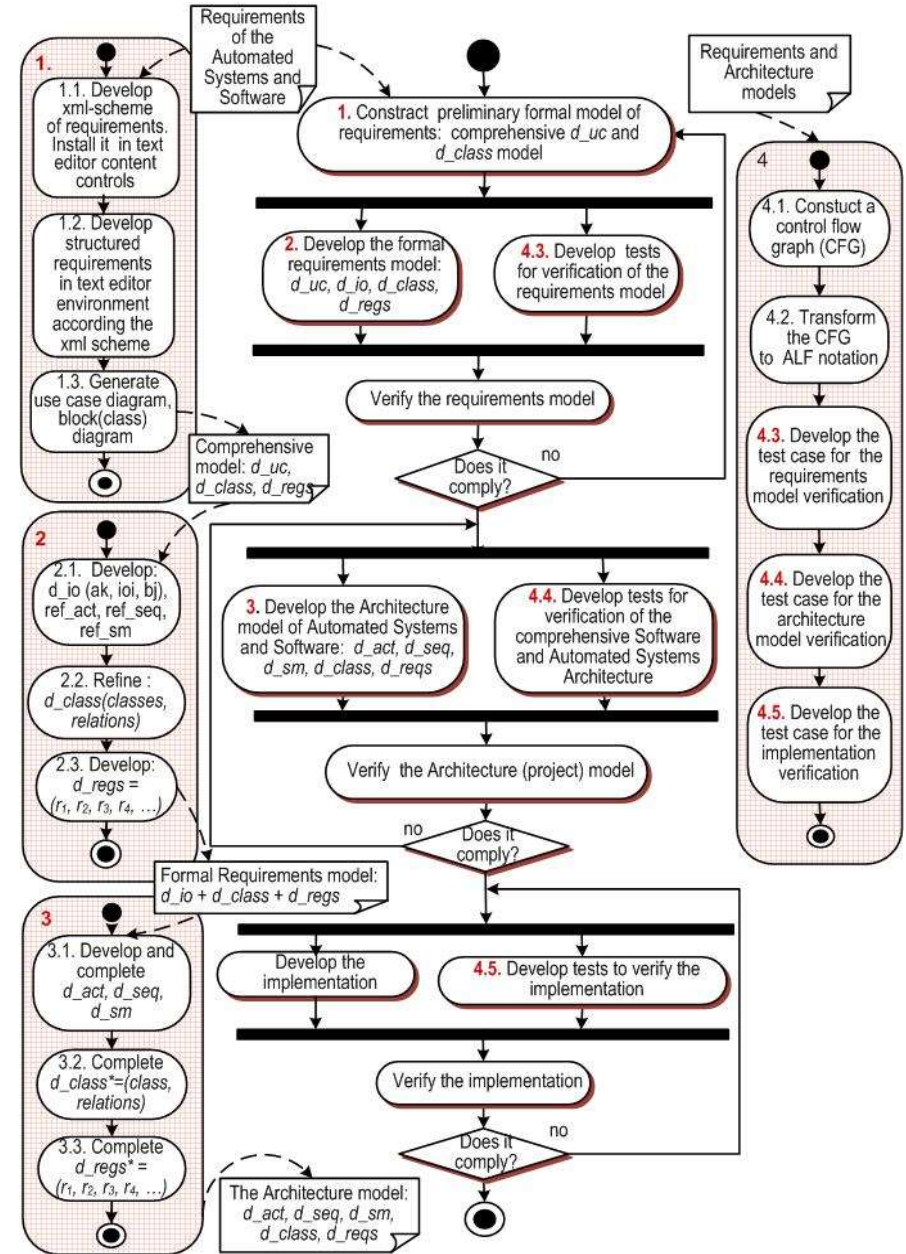 Requirements
of the
Automated
Systems and
Software
1.
1.1. Develop
xml-scheme
of requirements.
Install it in text
editor content
controls
1.2. Develop
structured
requirements
in text editor
environment
according the
xml scheme
1.3. Generate
use case diagram,
block(class)
diagram
Comprehensive
model: d_uc,
d_class, d_regs
2
2.1. Develop:
d_io (ak, ioi, bj),
ref_act, ref_seq,
ref_sm
2.2. Refine :
d_class(classes,
relations)
2.3. Develop:
d_regs =
(r1, r2, r3, r4, …)
Formal Requirements model:
d_io + d_class + d_regs
3
3.1. Develop and
complete
d_act, d_seq,
d_sm
3.2. Complete
d_class*=(class,
relations)
3.3. Complete
d_regs* =
(r1, r2, r3, r4, …)
The Architecture model:
d_act, d_seq, d_sm,
d_class, d_reqs
1. Constract preliminary formal model of
requirements: comprehensive d_uc and
d_class model
2. Develop the formal
requirements model:
d_uc, d_io, d_class,
d_regs
4.3. Develop tests
for verification of the
requirements model
Verify the requirements model
Does it
comply?
no
3. Develop the Architecture
model of Automated Systems
and Software: d_act, d_seq,
d_sm, d_class, d_reqs
4.4. Develop tests for
verification of the
comprehensive Software
and Automated Systems
Architecture
Verify the Architecture (project) model
no
Does it
comply?
Develop the
implementation
4.5. Develop tests to verify the
implementation
Verify the implementation
Does it
comply?
no
Requirements and
Architecture
models
4
4.1. Constuct a
control flow
graph (CFG)
4.2. Transform
the CFG
to ALF notation
4.3. Develop the
test case for the
requirements
model verification
4.4. Develop the
test case for the
architecture
model verification
4.5. Develop the
test case for the
implementation
verification